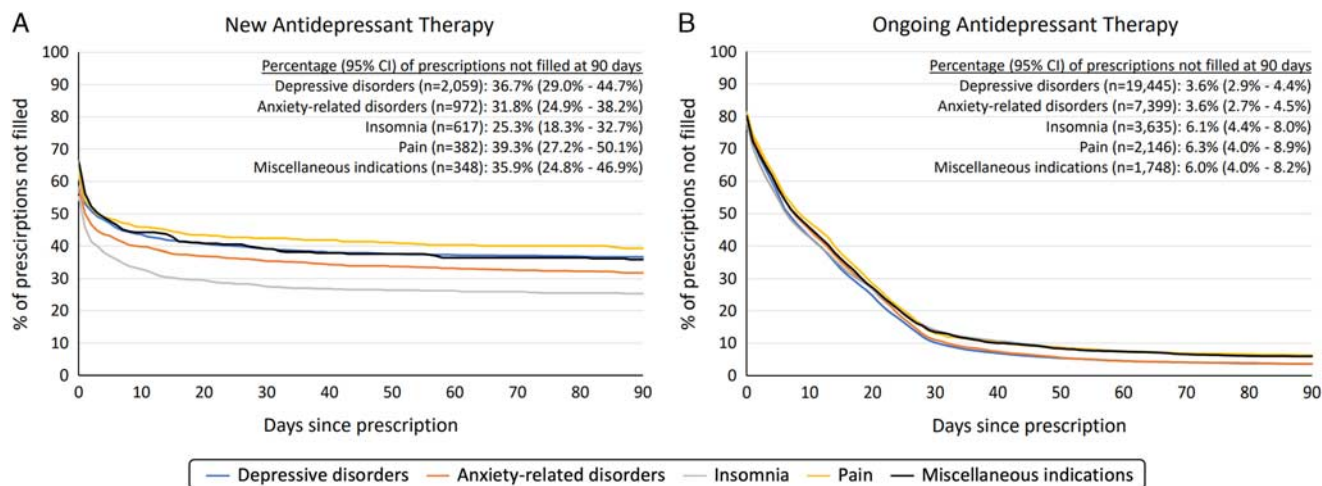 A
New Antidepressant Therapy
% of prescriptions not filled
100
90
80
70
60
50
40
30
20
10
0
Percentage (95% CI) of prescriptions not filled at 90 days
Depressive disorders (n=2,059): 36.7% (29.0% - 44.7%)
Anxiety-related disorders (n=972): 31.8% (24.9% - 38.2%)
Insomnia (n=617): 25.3% (18.3% - 32.7%)
Pain (n=382): 39.3% (27.2% - 50.1%)
Miscellaneous indications (n=348): 35.9% (24.8% - 46.9%)
0 10 20 30 40 50 60 70 80 90
Days since prescription
B
Ongoing Antidepressant Therapy
% of prescriptions not filled
100
90
80
70
60
50
40
30
20
10
0
Percentage (95% CI) of prescriptions not filled at 90 days
Depressive disorders (n=19,445): 3.6% (2.9% - 4.4%)
Anxiety-related disorders (n=7,399): 3.6% (2.7% - 4.5%)
Insomnia (n=3,635): 6.1% (4.4% - 8.0%)
Pain (n=2,146): 6.3% (4.0% - 8.9%)
Miscellaneous indications (n=1,748): 6.0% (4.0% - 8.2%)
0 10 20 30 40 50 60 70 80 90
Days since prescription
Depressive disorders Anxiety-related disorders Insomnia Pain Miscellaneous indications